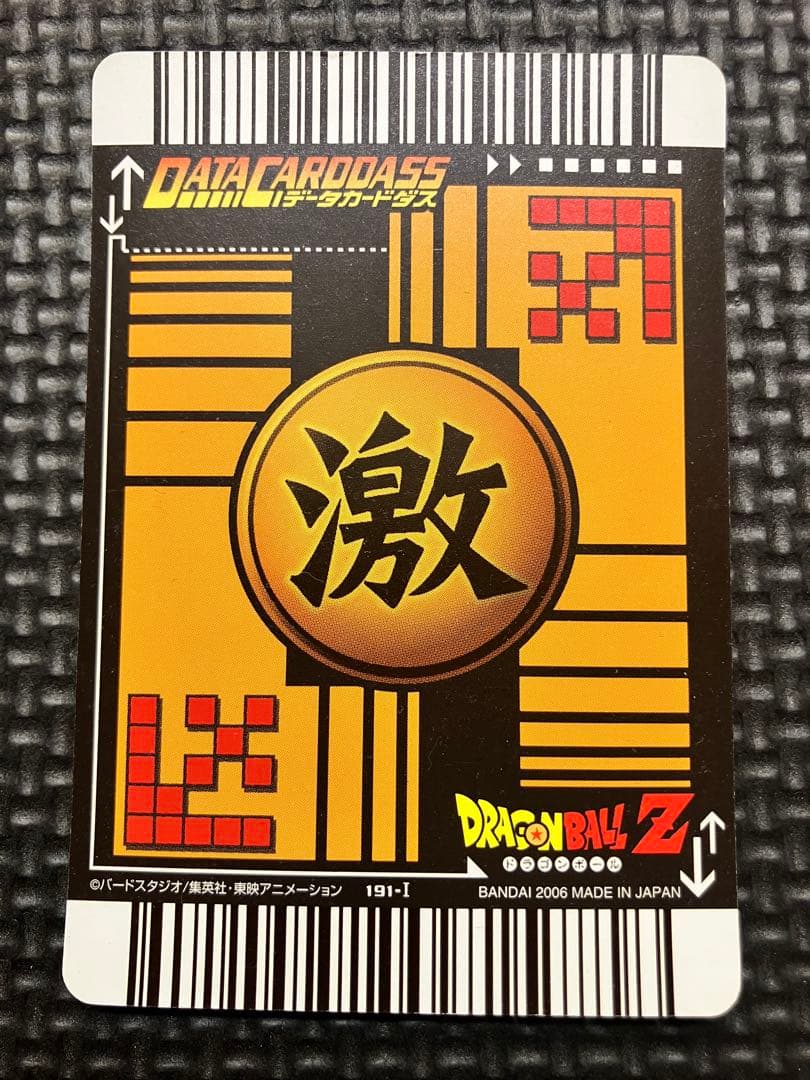 DATACARDDASS
データカードダス
激
DRAGONBALL Z
ドラゴンボール
©バードスタジオ/集英社・東映アニメーション 191-I BANDAI 2006 MADE IN JAPAN